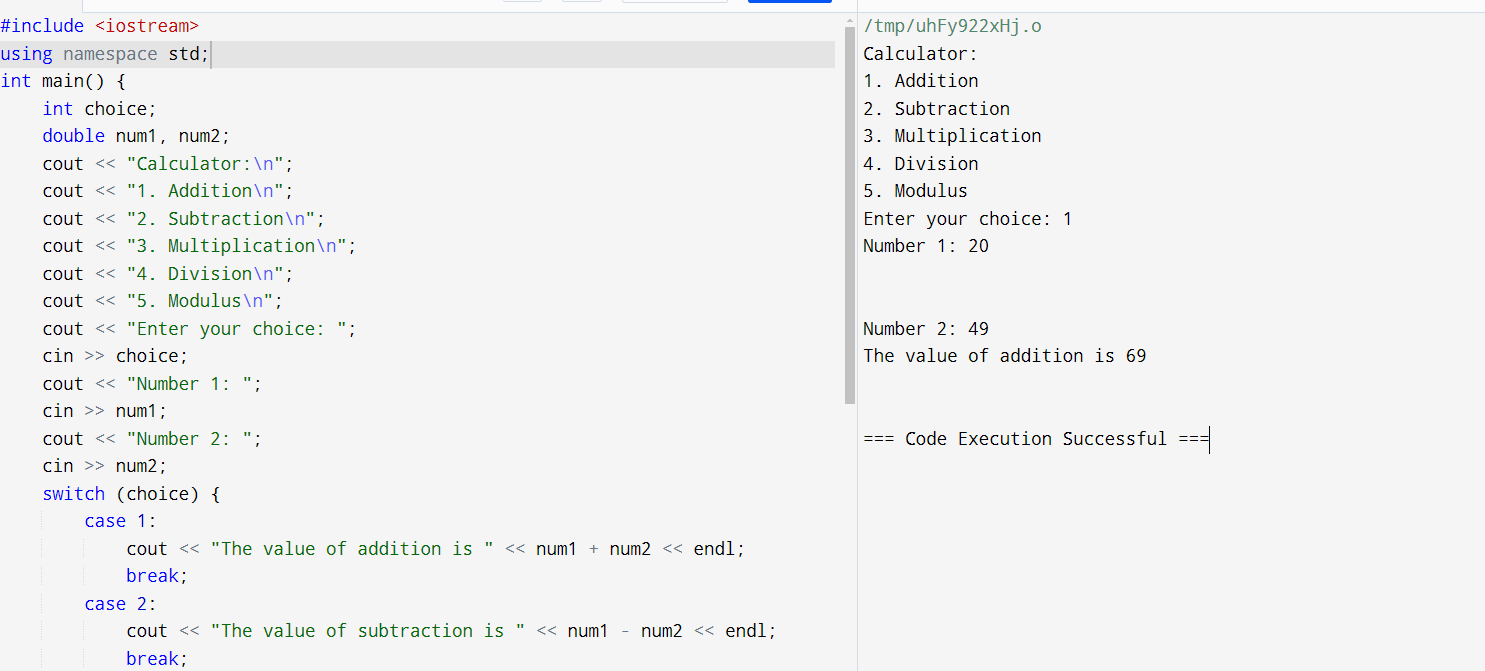 #include <iostream>
using namespace std;
int main() {
    int choice;
    double num1, num2;
    cout << "Calculator:\n";
    cout << "1. Addition\n";
    cout << "2. Subtraction\n";
    cout << "3. Multiplication\n";
    cout << "4. Division\n";
    cout << "5. Modulus\n";
    cout << "Enter your choice: ";
    cin >> choice;
    cout << "Number 1: ";
    cin >> num1;
    cout << "Number 2: ";
    cin >> num2;
    switch (choice) {
        case 1:
            cout << "The value of addition is " << num1 + num2 << endl;
            break;
        case 2:
            cout << "The value of subtraction is " << num1 - num2 << endl;
            break;
/tmp/uhFy922xHj.o
Calculator:
1. Addition
2. Subtraction
3. Multiplication
4. Division
5. Modulus
Enter your choice: 1
Number 1: 20
Number 2: 49
The value of addition is 69
=== Code Execution Successful ===